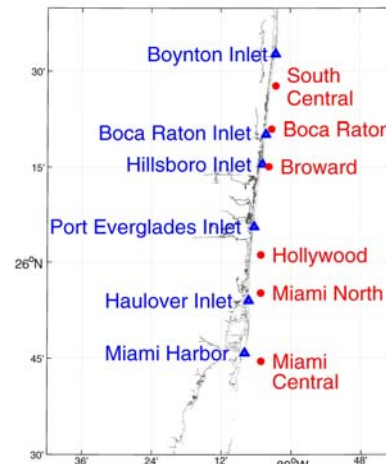 Boynton Inlet
30'
South
Central
Boca Raton Inlet
Boca Raton
Hillsboro Inlet
15'
Broward
Port Everglades Inlet
26°N
Hollywood
Miami North
Haulover Inlet
Miami Harbor
45'
Miami
Central
30'
36'
24'
12'
80°W
48'